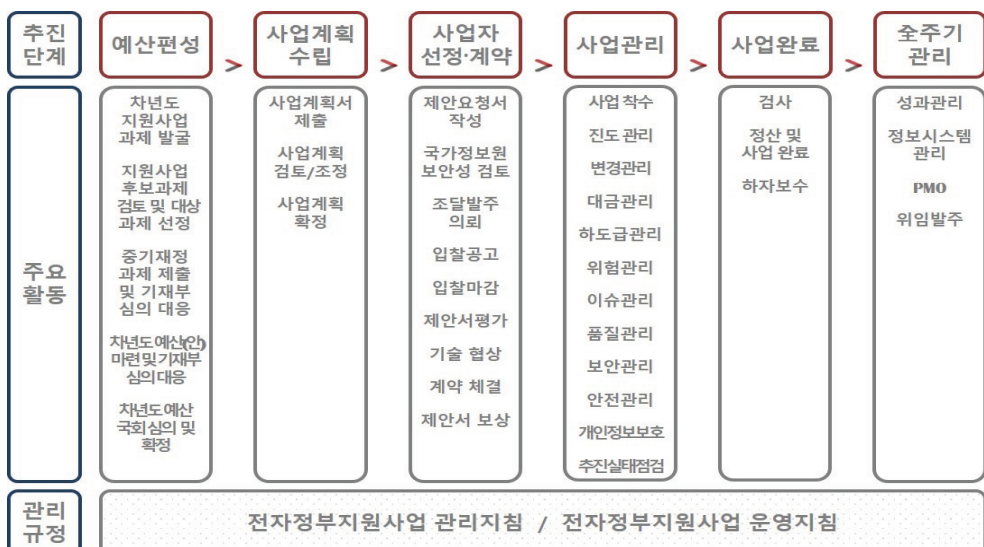 추진
단계
예산편성
>
사업계획
수립
>
사업자
선정·계약
>
사업관리
>
사업완료
>
全주기
관리
주요
활동
차년도
지원사업
과제 발굴
지원사업
후보과제
검토 및 대상
과제 선정
중기재정
과제 제출
및 기재부
심의 대응
차년도 예산(안)
마련 및 기재부
심의 대응
차년도 예산
국회 심의 및
확정
사업계획서
제출
사업계획
검토/조정
사업계획
확정
제안요청서
작성
국가정보원
보안성 검토
조달발주
의뢰
입찰공고
입찰마감
제안서평가
기술 협상
계약 체결
제안서 보상
사업 착수
진도 관리
변경관리
대금관리
하도급관리
위험관리
이슈관리
품질관리
보안관리
안전관리
개인정보보호
추진실태점검
검사
정산 및
사업 완료
하자보수
성과관리
정보시스템
관리
PMO
위임발주
관리
규정
전자정부지원사업 관리지침 / 전자정부지원사업 운영지침